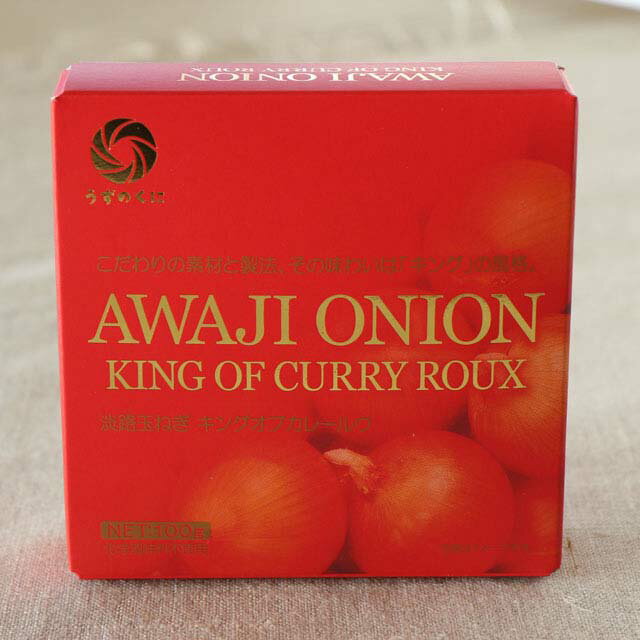 AWAJI ONION
KING OF CURRY ROUX
うずのくに
こだわりの素材と製法、その味わいは「キング」の風格。
AWAJI ONION
KING OF CURRY ROUX
淡路玉ねぎ キングオブカレールウ
NET100g